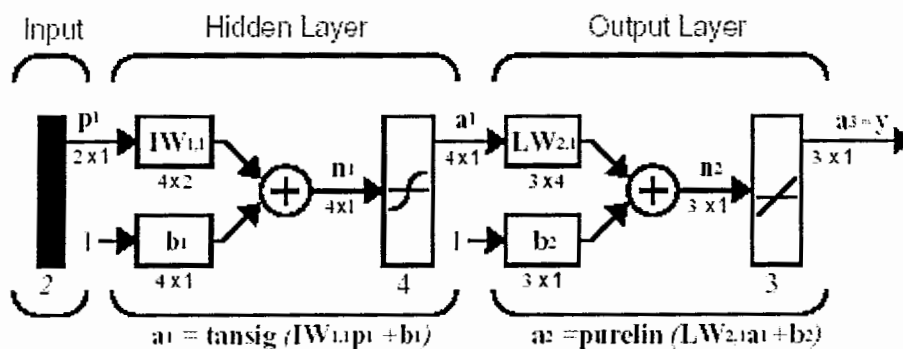 Input Hidden Layer Output Layer
p1 a1 a3 = y
IW1,1 LW2,1
2 x 1 4 x 1 3 x 1
4 x 2 n1 3 x 4 n2
4 x 1 3 x 1
1 b1 1 b2
2 4 x 1 4 3 x 1 3
a1 = tansig (IW1,1p1 + b1) a2 = purelin (LW2,1a1 + b2)